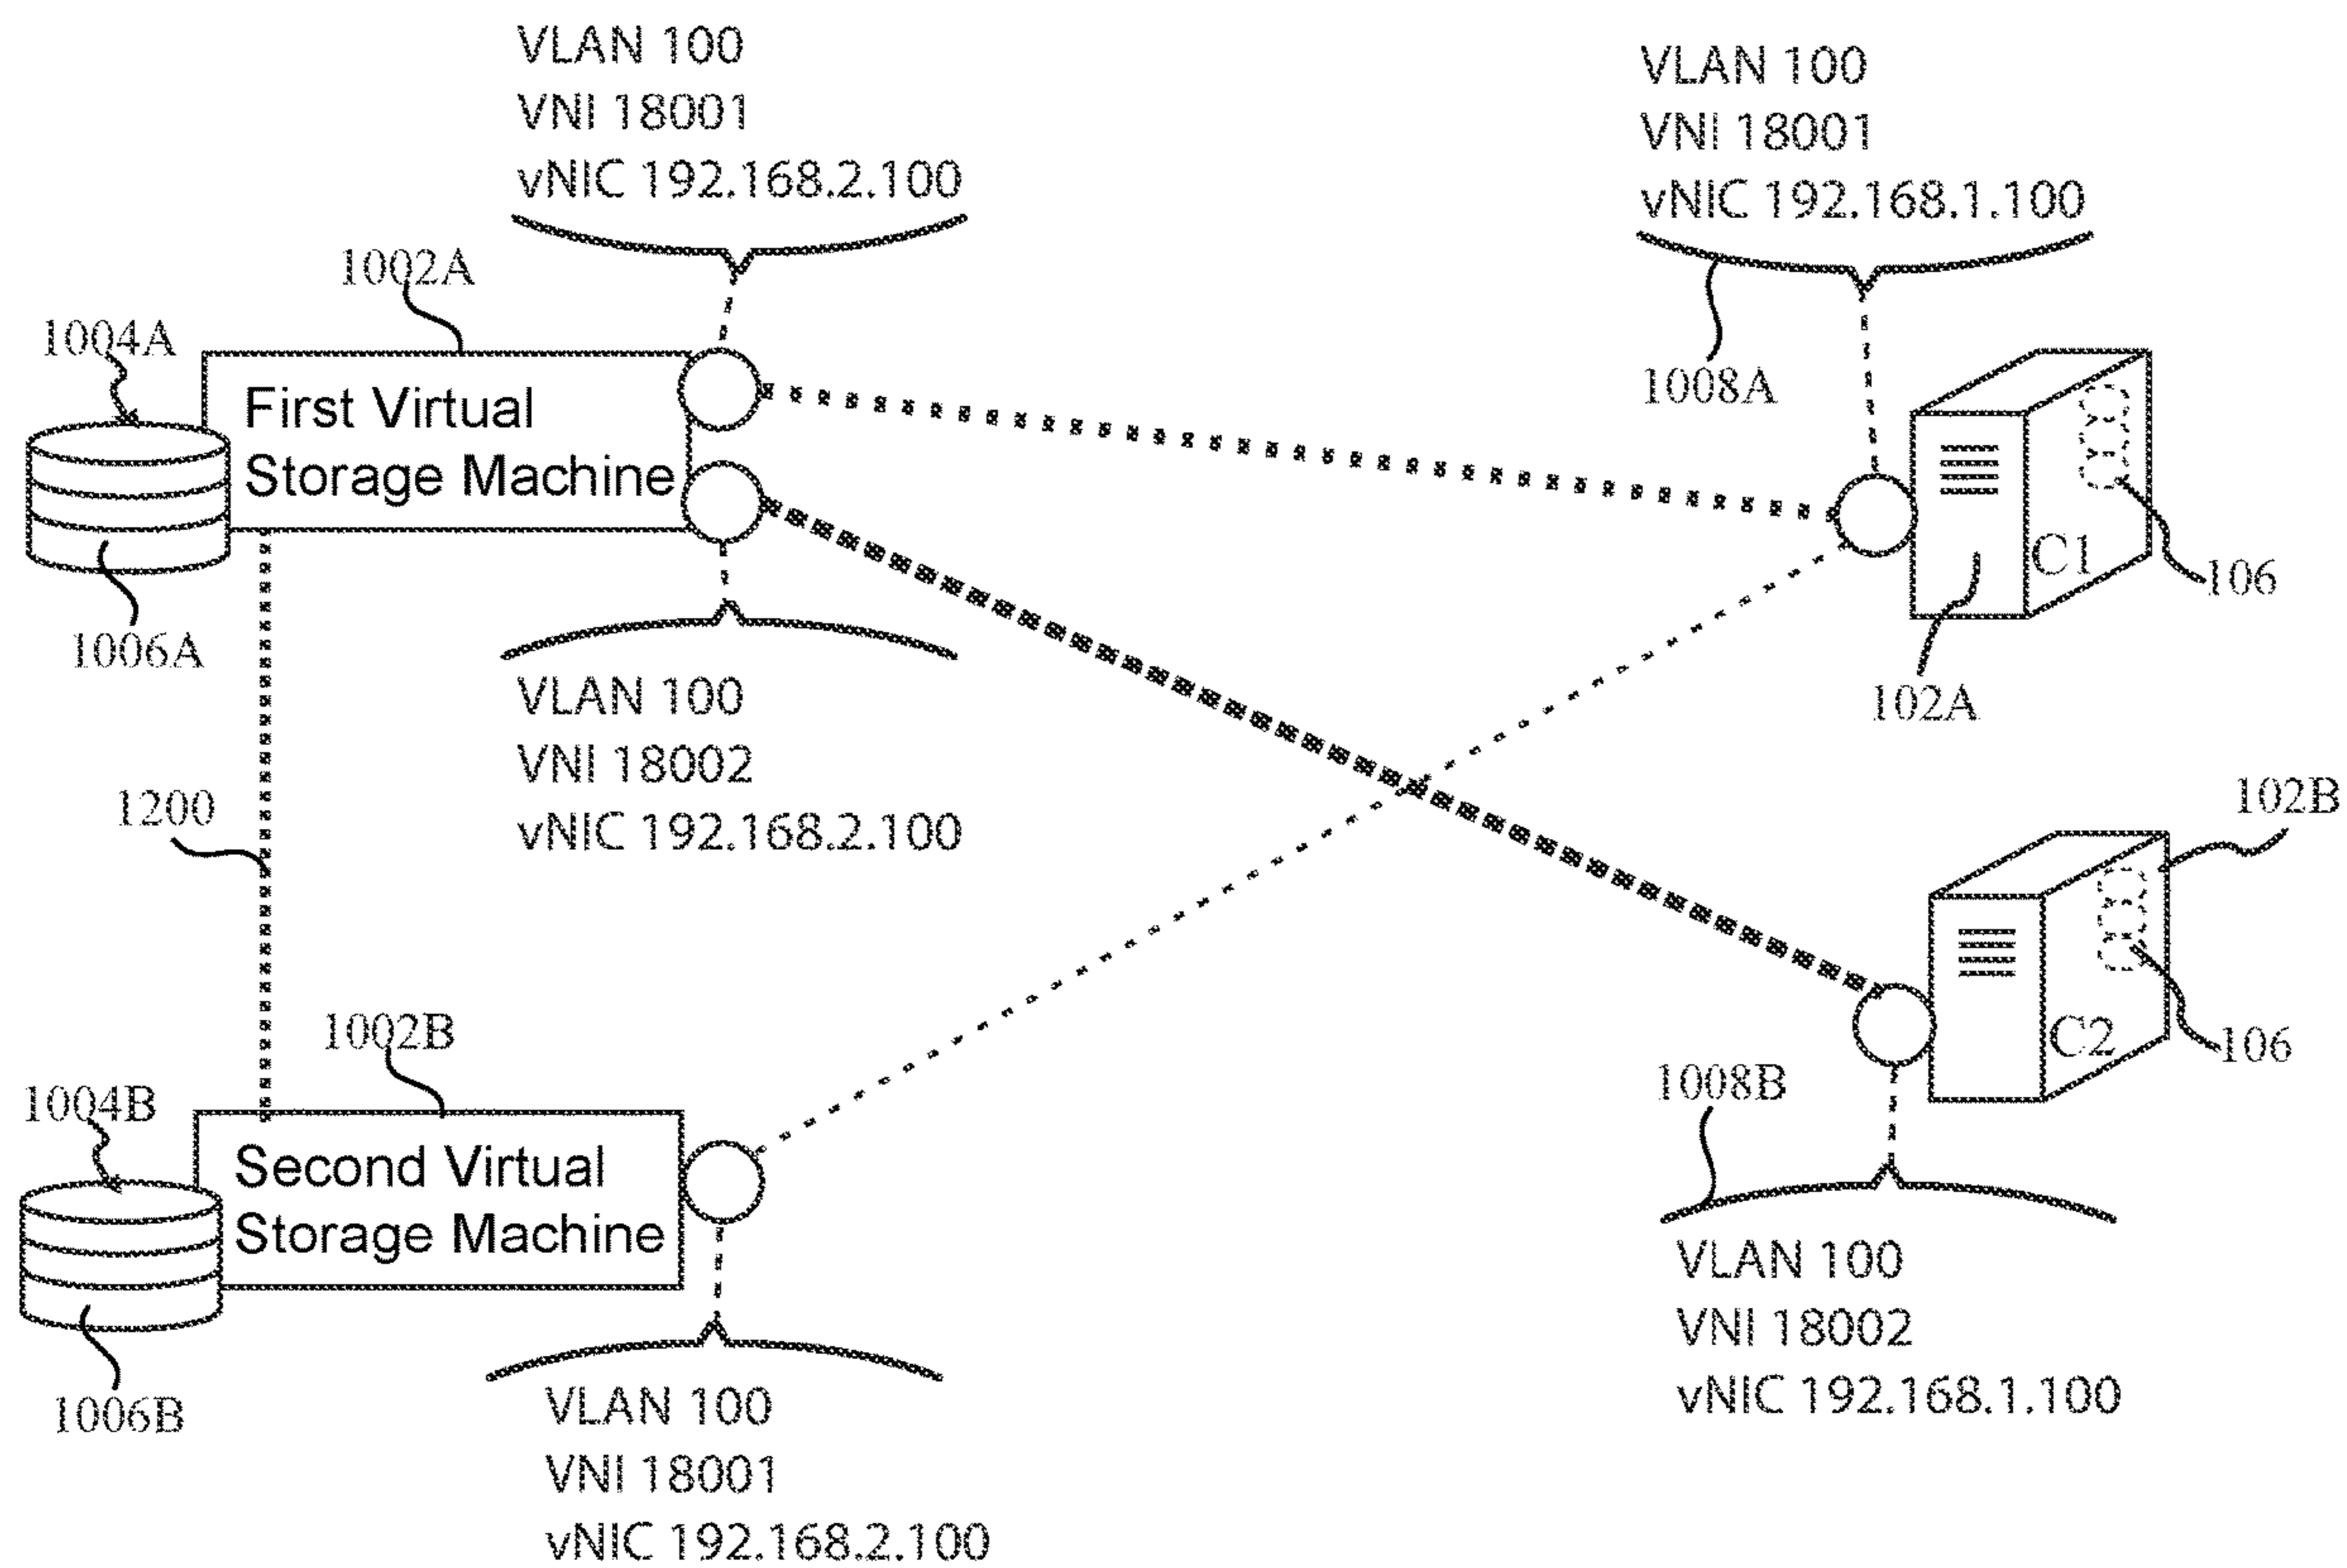 VLAN 100
VNI 18001
vNIC 192.168.2.100
VLAN 100
VNI 18001
vNIC 192.168.1.100
1002A
1004A
First Virtual
Storage Machine
1006A
1008A
C1
106
102A
VLAN 100
VNI 18002
vNIC 192.168.2.100
1200
102B
1002B
1004B
Second Virtual
Storage Machine
1006B
C2
106
1008B
VLAN 100
VNI 18002
vNIC 192.168.1.100
VLAN 100
VNI 18001
vNIC 192.168.2.100